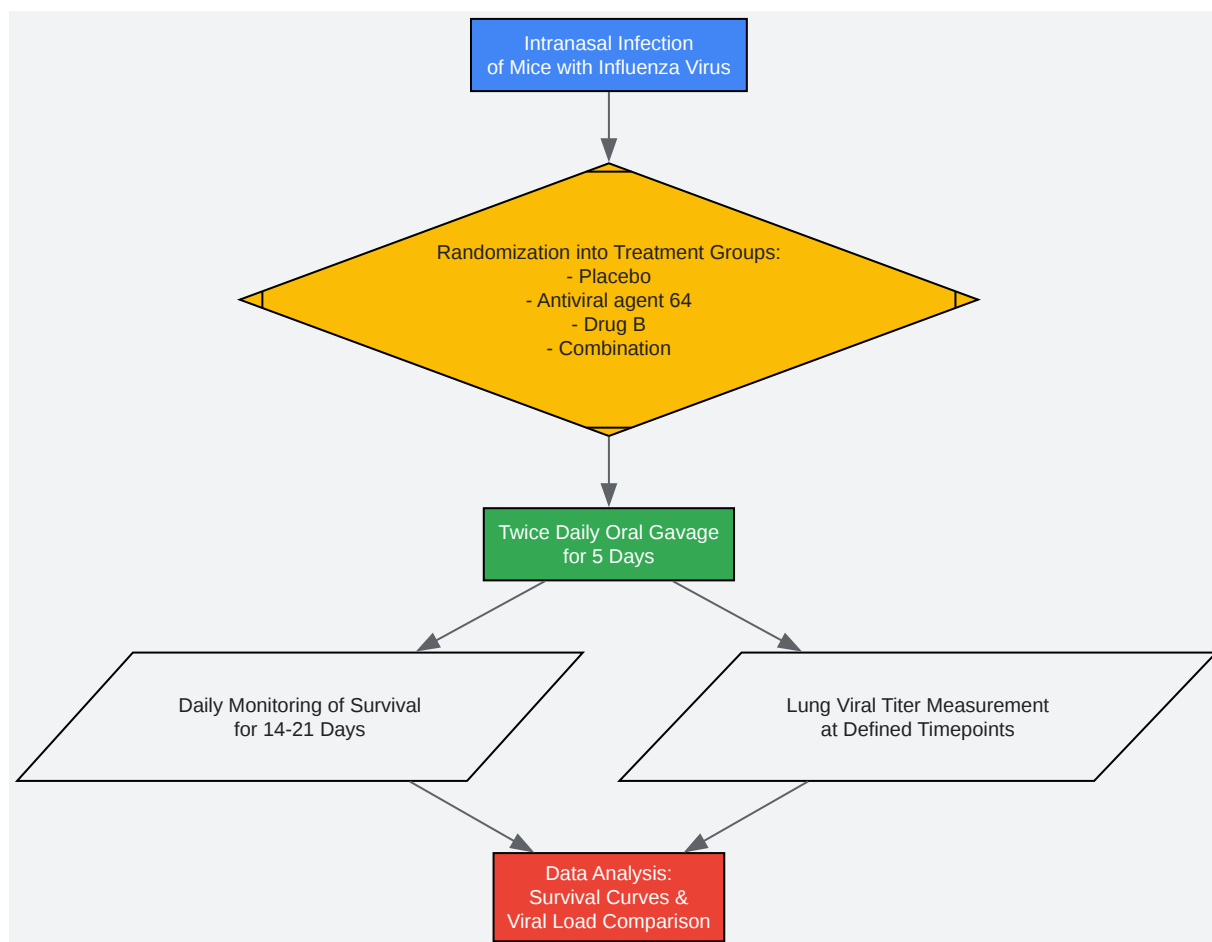 Intranasal Infection
of Mice with Influenza Virus
Randomization into Treatment Groups:
- Placebo
- Antiviral agent 64
- Drug B
- Combination
Twice Daily Oral Gavage
for 5 Days
Daily Monitoring of Survival
for 14-21 Days
Lung Viral Titer Measurement
at Defined Timepoints
Data Analysis:
Survival Curves &
Viral Load Comparison